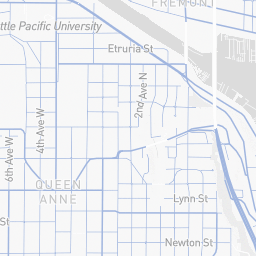 FREMONT
ttle Pacific University
Etruria St
2nd Ave N
4th Ave W
6th Ave W
QUEEN
ANNE
Lynn St
St
Newton St